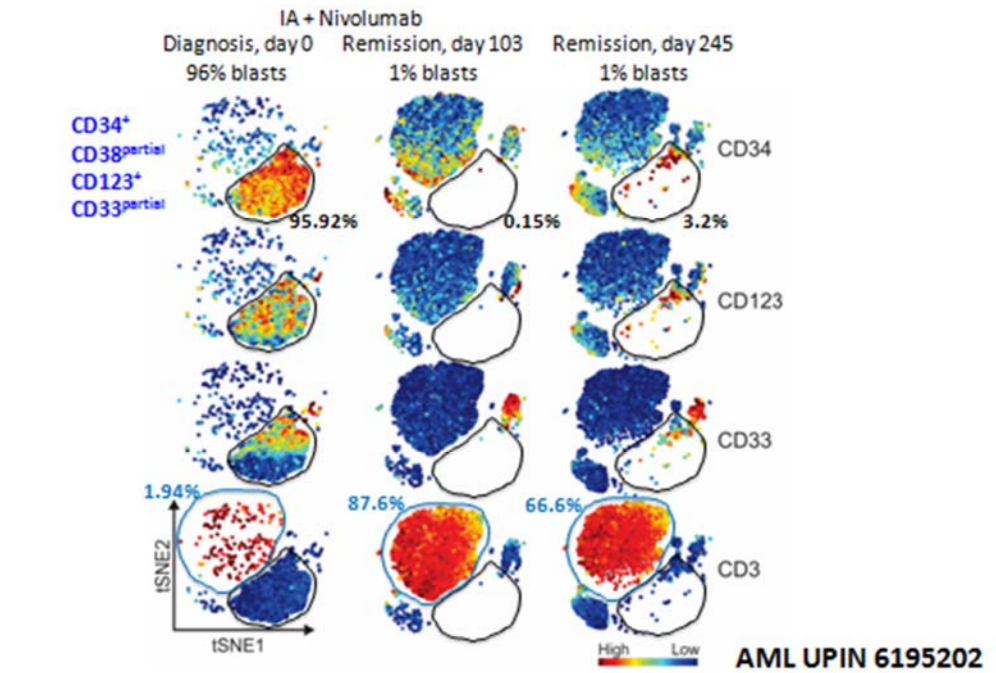 IA + Nivolumab
Diagnosis, day 0 Remission, day 103 Remission, day 245
96% blasts 1% blasts 1% blasts
CD34+
CD38partial
CD123+
CD33partial
CD34
95.92% 0.15% 3.2%
CD123
CD33
1.94% 87.6% 66.6%
CD3
tSNE2
tSNE1
High Low
AML UPIN 6195202